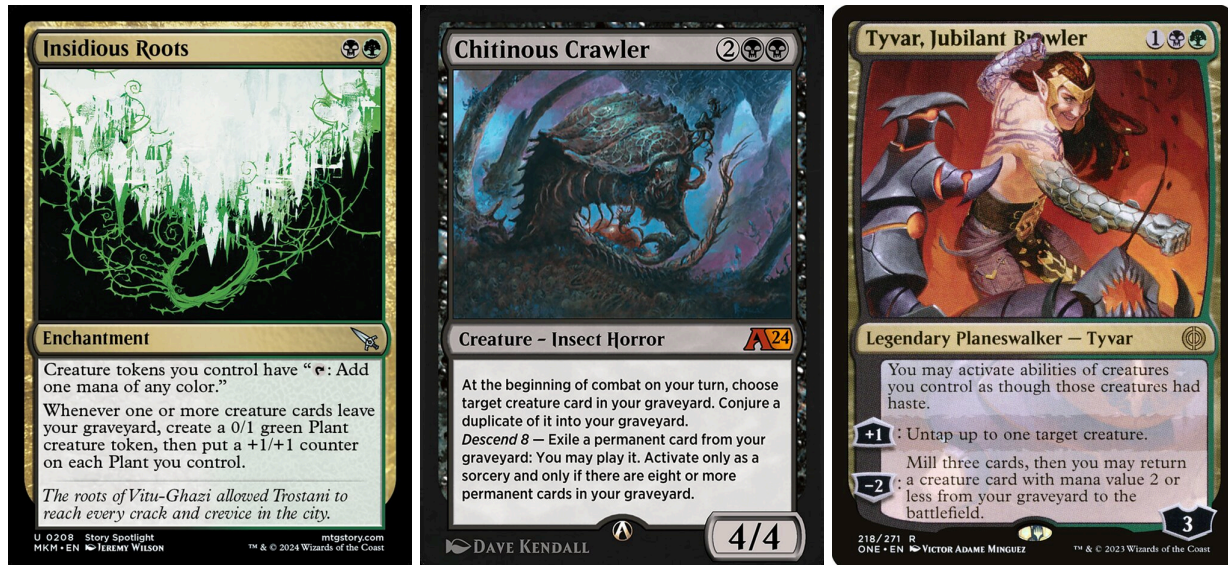 Insidious Roots
Enchantment
Creature tokens you control have “: Add
one mana of any color.”
Whenever one or more creature cards leave
your graveyard, create a 0/1 green Plant
creature token, then put a +1/+1 counter
on each Plant you control.
The roots of Vitu-Ghazi allowed Trostani to
reach every crack and crevice in the city.
U 0208 Story Spotlight
mtgstory.com
MKM • EN JEREMY WILSON
™ & © 2024 Wizards of the Coast
Chitinous Crawler 2
Creature – Insect Horror A24
At the beginning of combat on your turn, choose
target creature card in your graveyard. Conjure a
duplicate of it into your graveyard.
Descend 8 — Exile a permanent card from your
graveyard: You may play it. Activate only as a
sorcery and only if there are eight or more
permanent cards in your graveyard.
DAVE KENDALL
4/4
Tyvar, Jubilant Brawler 1
Legendary Planeswalker — Tyvar
You may activate abilities of creatures
you control as though those creatures had
haste.
+1 : Untap up to one target creature.
Mill three cards, then you may return
-2 : a creature card with mana value 2 or
less from your graveyard to the
battlefield.
3
218/271 R
ONE • EN VICTOR ADAME MINGUEZ
™ & © 2023 Wizards of the Coast